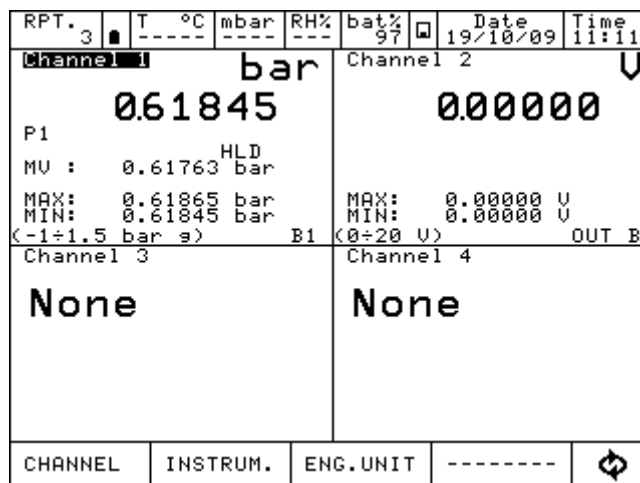 RPT. 3 T °C ----- mbar ---- RH% --- bat% 97 Date 19/10/09 Time 11:11
Channel 1 bar
0.61845
P1
HLD
MV : 0.61763 bar
MAX: 0.61865 bar
MIN: 0.61845 bar
(-1÷1.5 bar g) B1
Channel 2 V
0.00000
MAX: 0.00000 V
MIN: 0.00000 V
(0÷20 V) OUT B
Channel 3
None
Channel 4
None
CHANNEL INSTRUM. ENG.UNIT --------